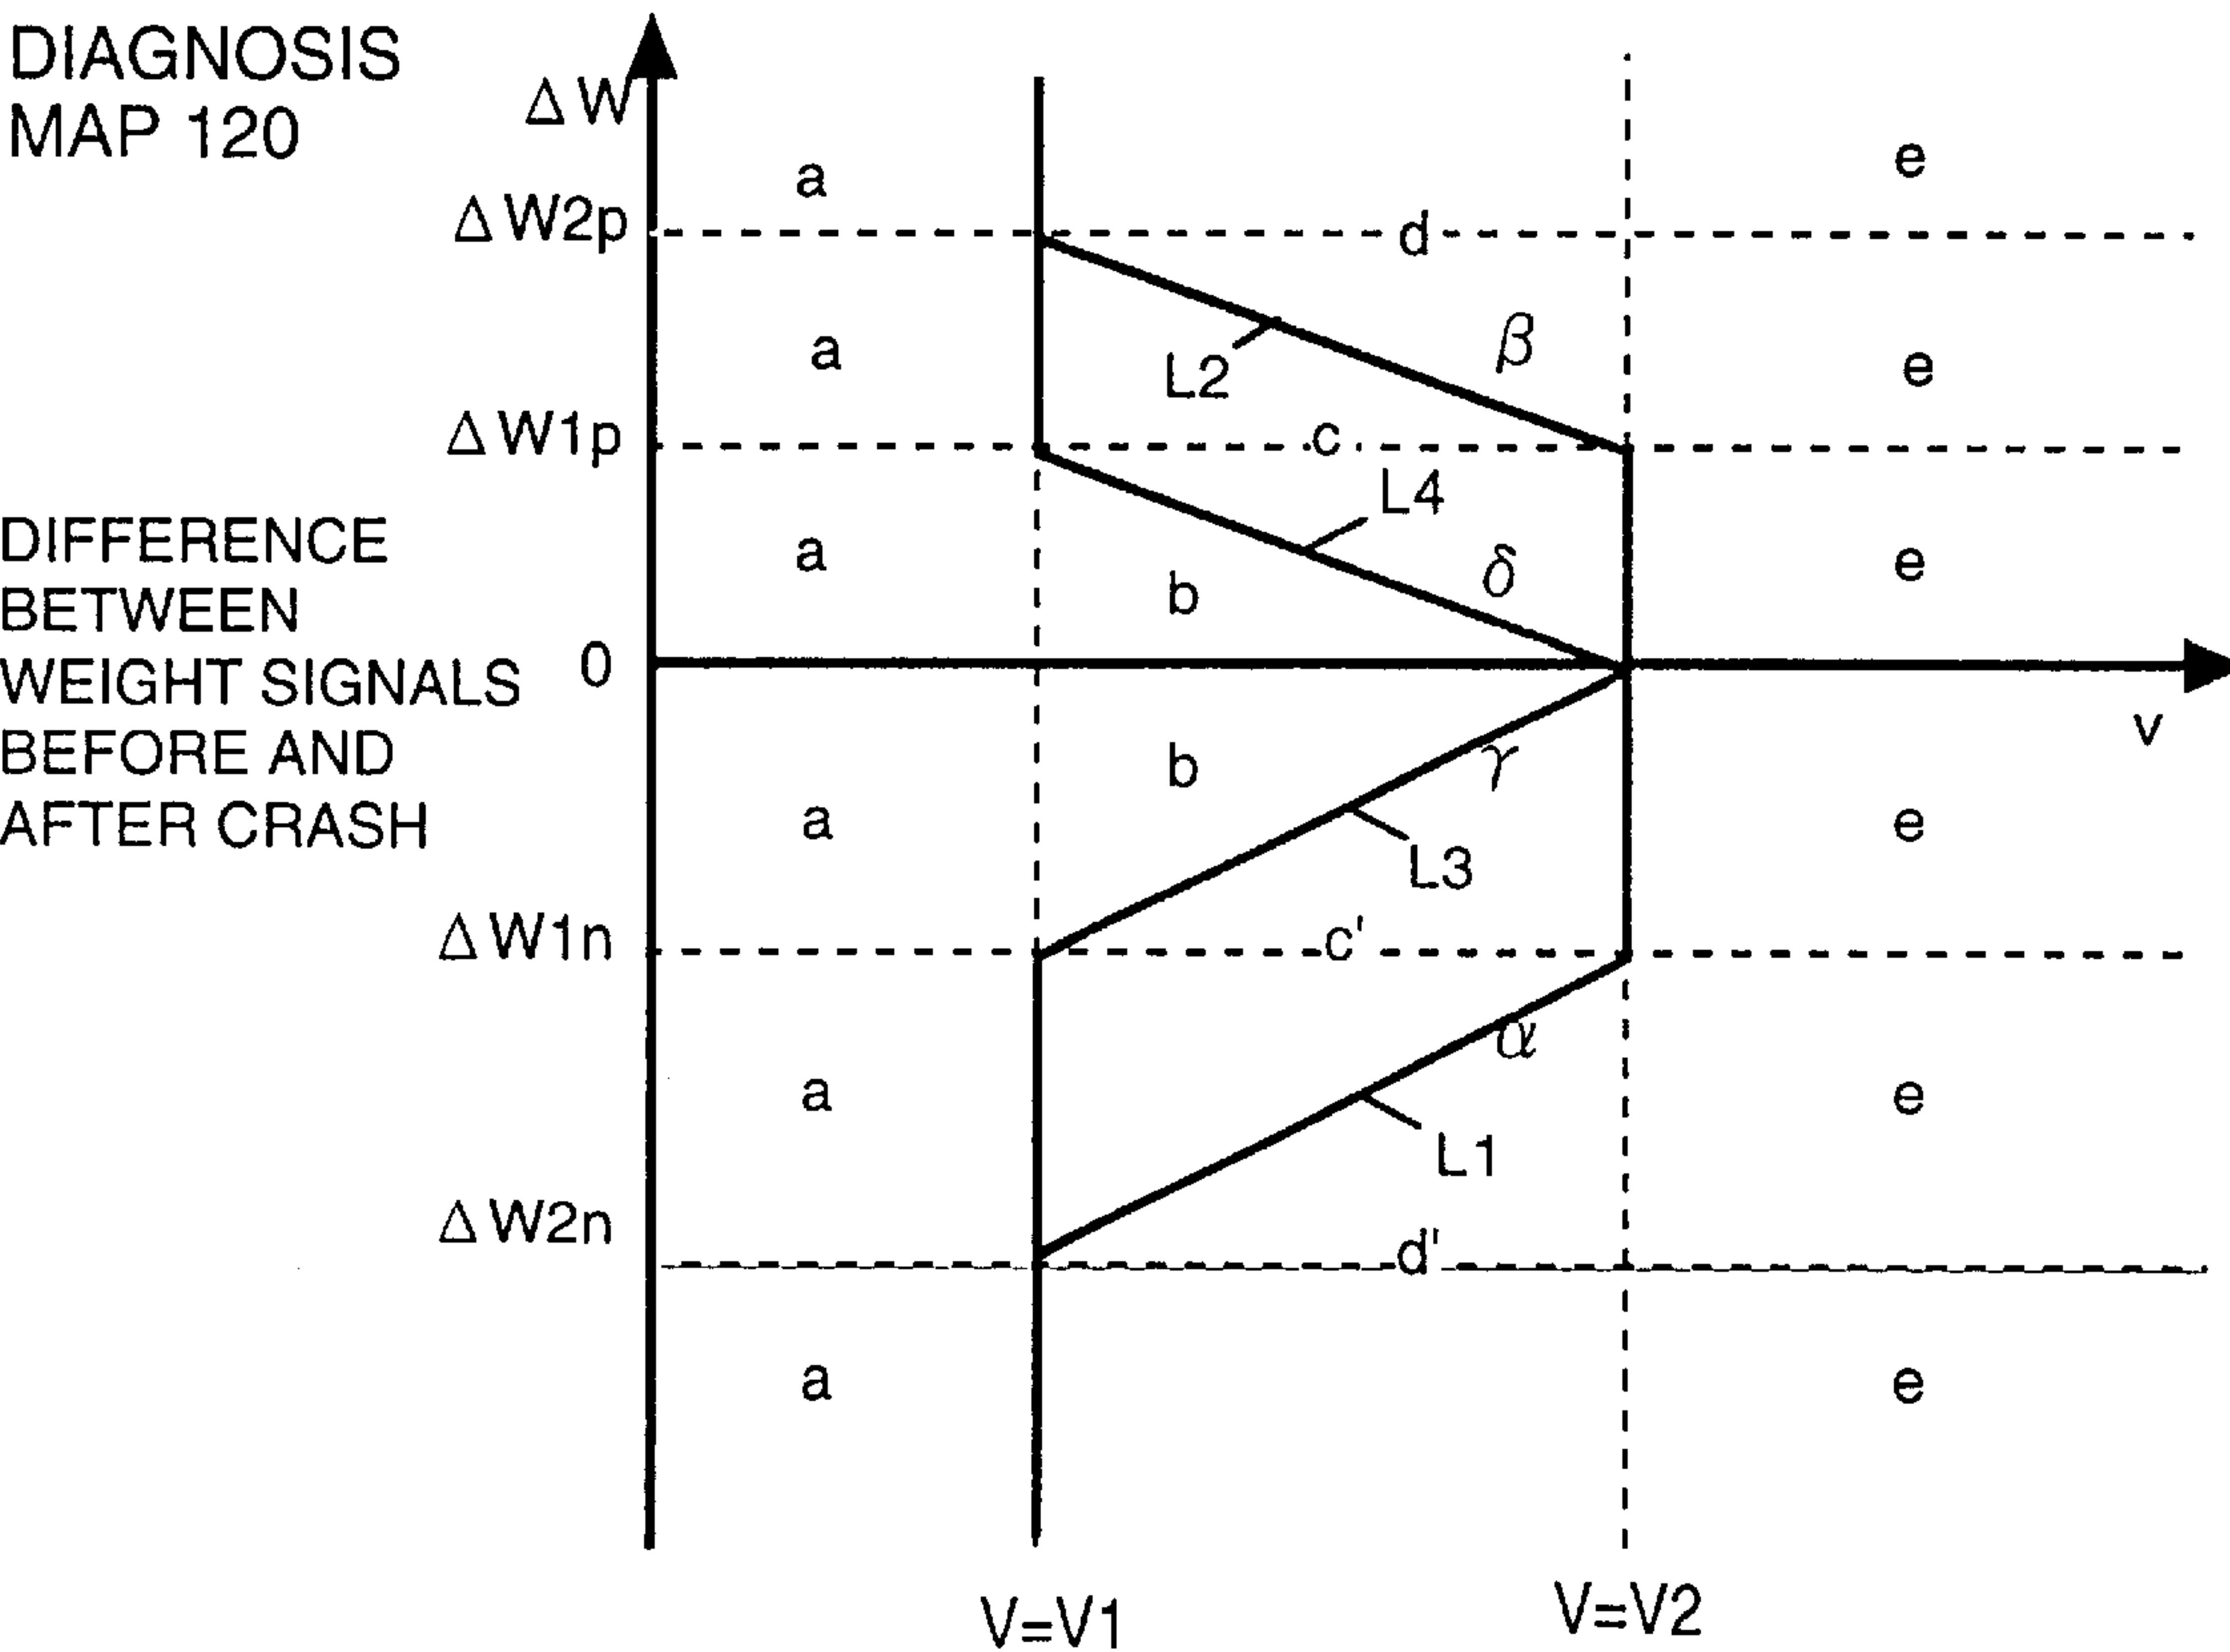 DIAGNOSIS
MAP 120
ΔW
a
e
ΔW2p
d
a
L2
β
e
ΔW1p
c
L4
DIFFERENCE
BETWEEN
WEIGHT SIGNALS
BEFORE AND
AFTER CRASH
a
b
δ
e
0
v
b
γ
a
L3
e
ΔW1n
c'
α
a
e
L1
ΔW2n
d'
a
e
V=V1
V=V2